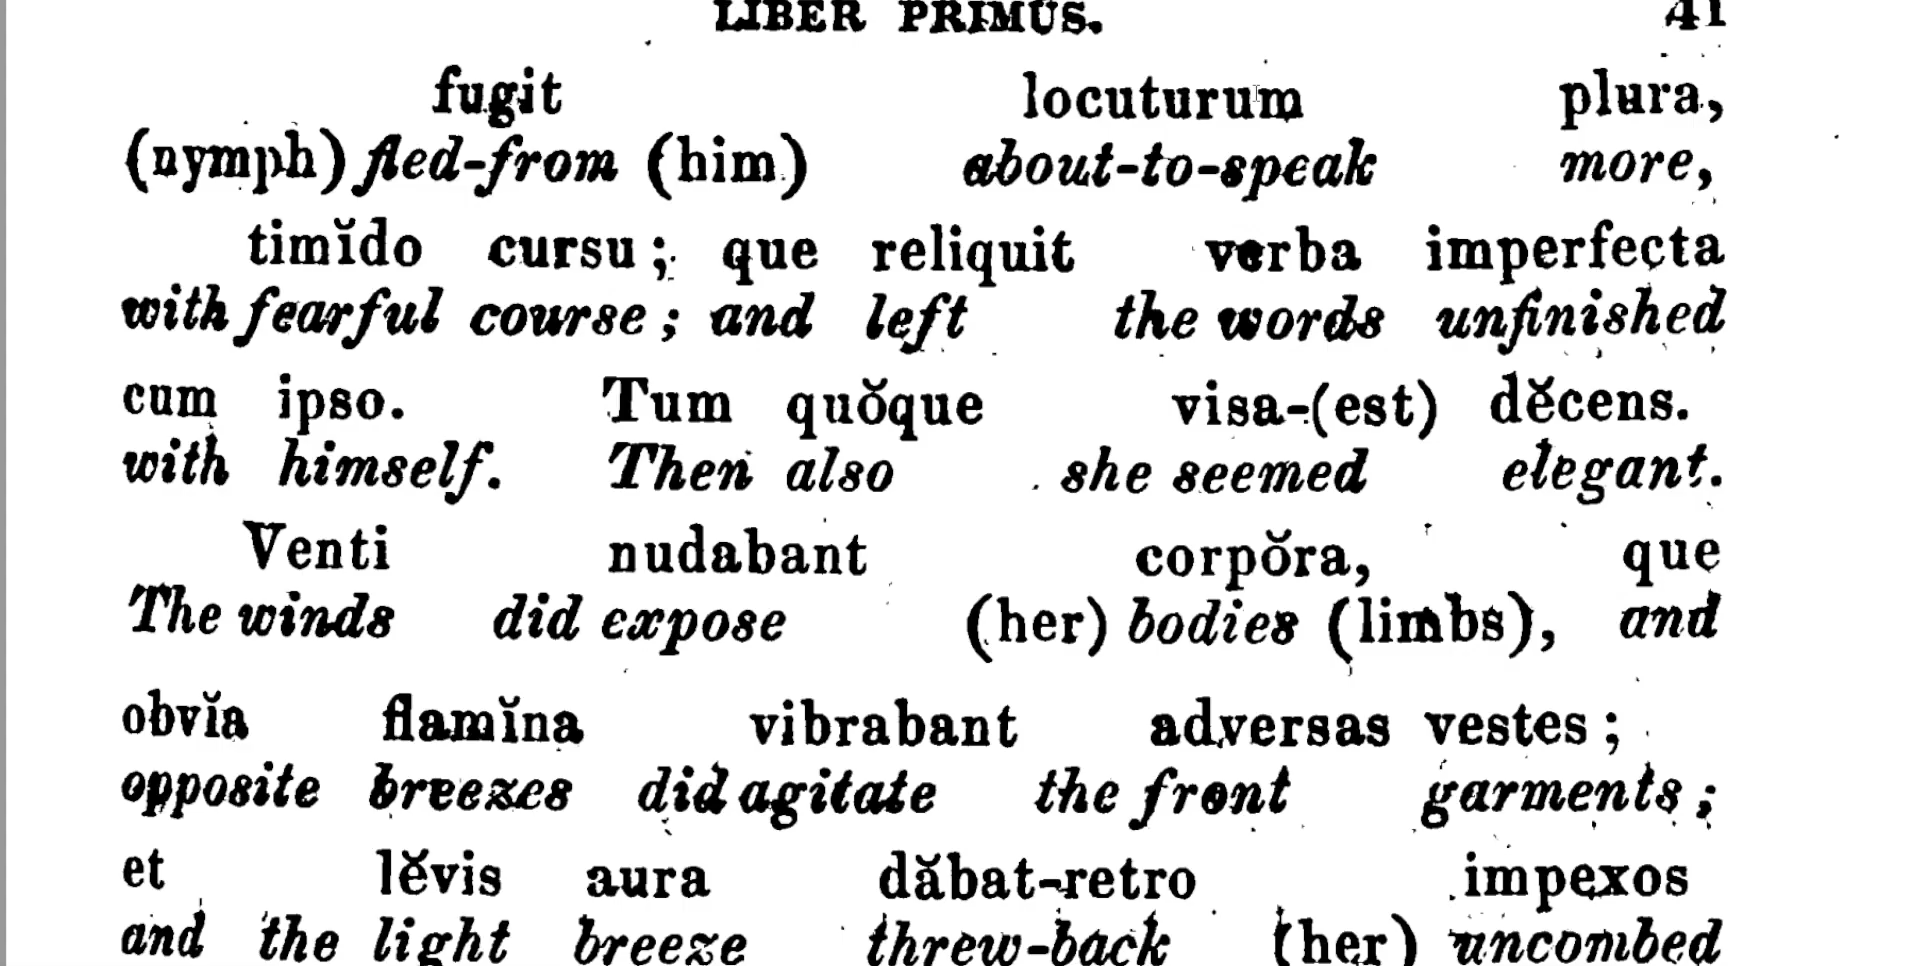 LIBER PRIMUS. 41
fugit locuturum plura,
(nymph) fled-from (him) about-to-speak more,
timĭdo cursu; que reliquit verba imperfecta
with fearful course; and left the words unfinished
cum ipso. Tum quŏque visa-(est) dĕcens.
with himself. Then also she seemed elegant.
Venti nudabant corpŏra, que
The winds did expose (her) bodies (limbs), and
obvĭa flamĭna vibrabant adversas vestes;
opposite breezes did agitate the front garments;
et lĕvis aura dăbat-retro impexos
and the light breeze threw-back (her) uncombed